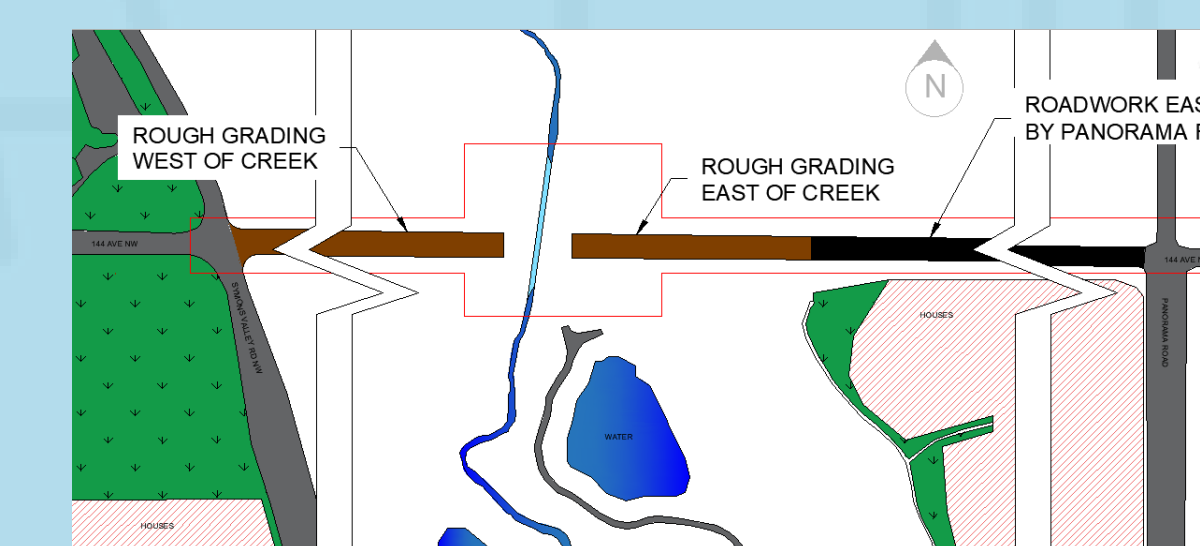 N
ROUGH GRADING
WEST OF CREEK
ROUGH GRADING
EAST OF CREEK
ROADWORK EAS
BY PANORAMA
144 AVE NW
144 AVE
SYMONS VALLEY RD NW
HOUSES
PANORAMA ROAD
WATER
HOUSES